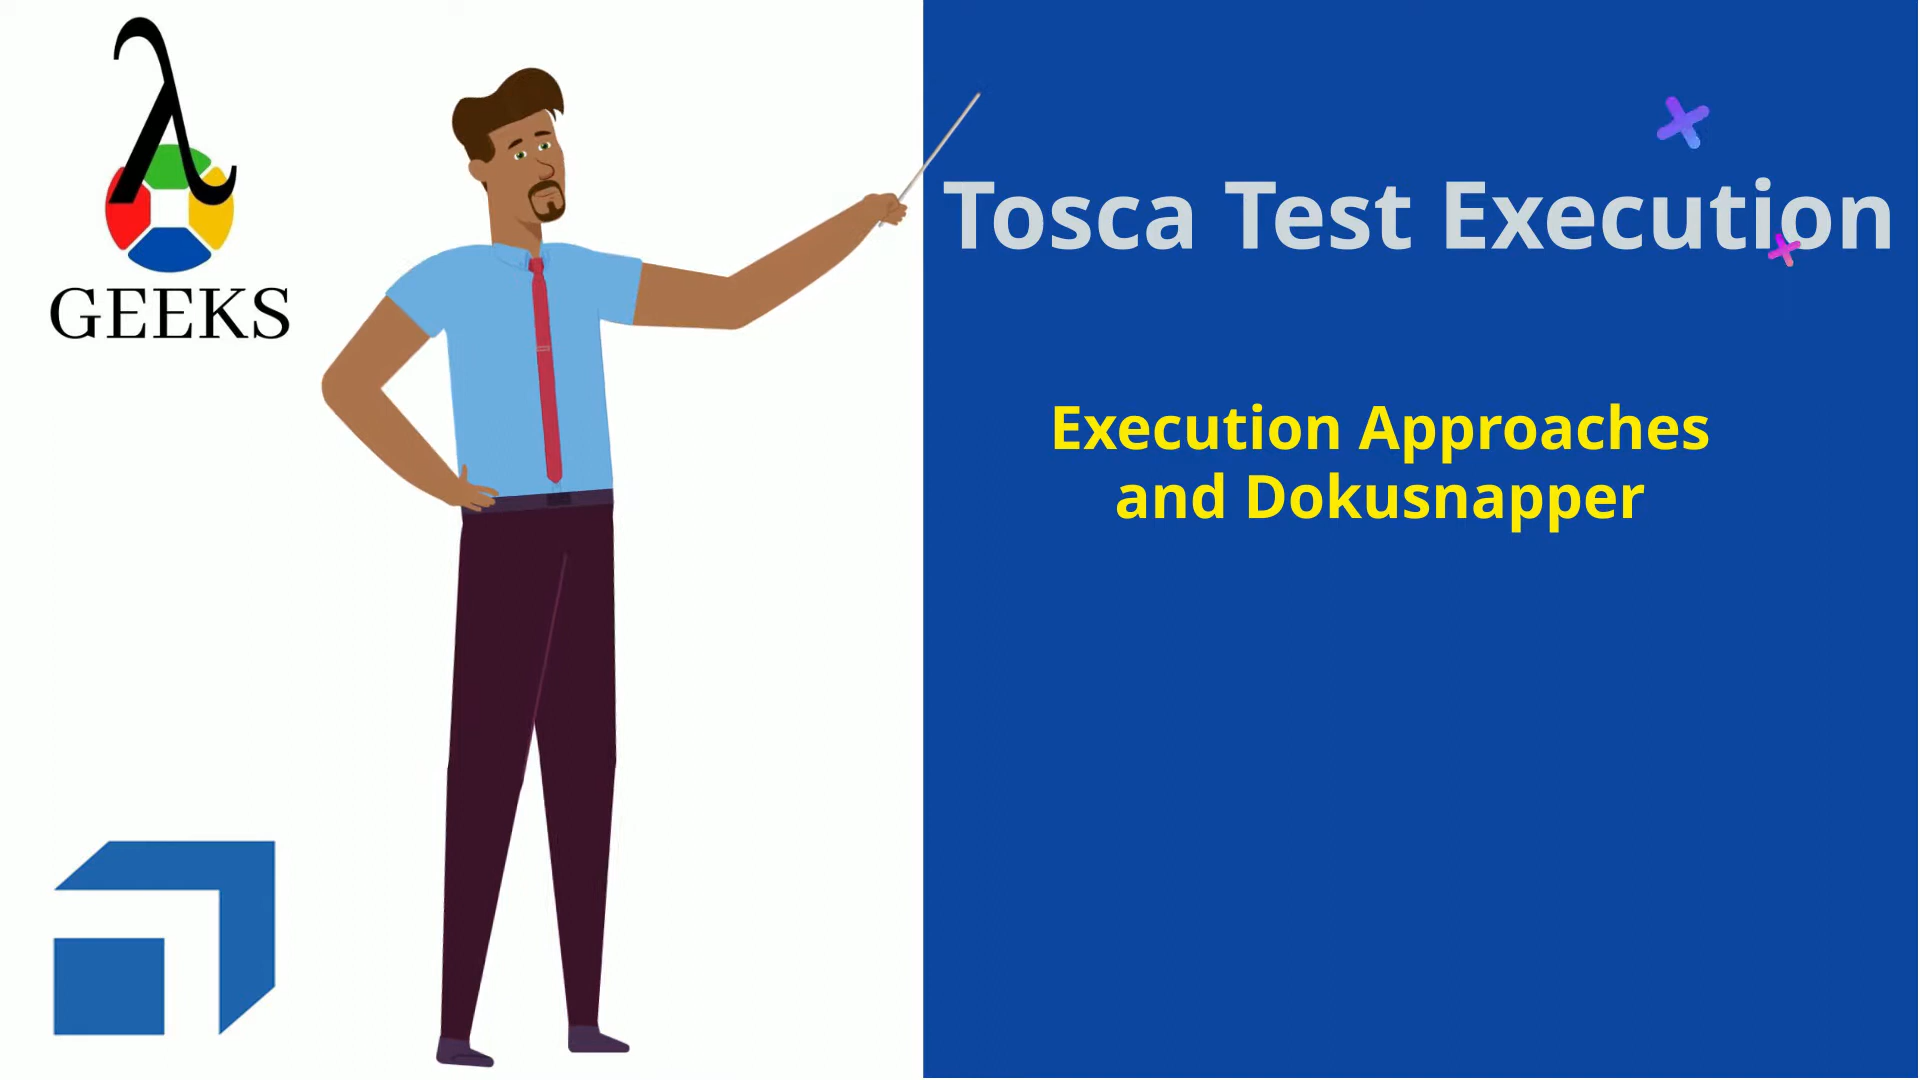 λ
GEEKS
Tosca Test Execution
Execution Approaches
and Dokusnapper